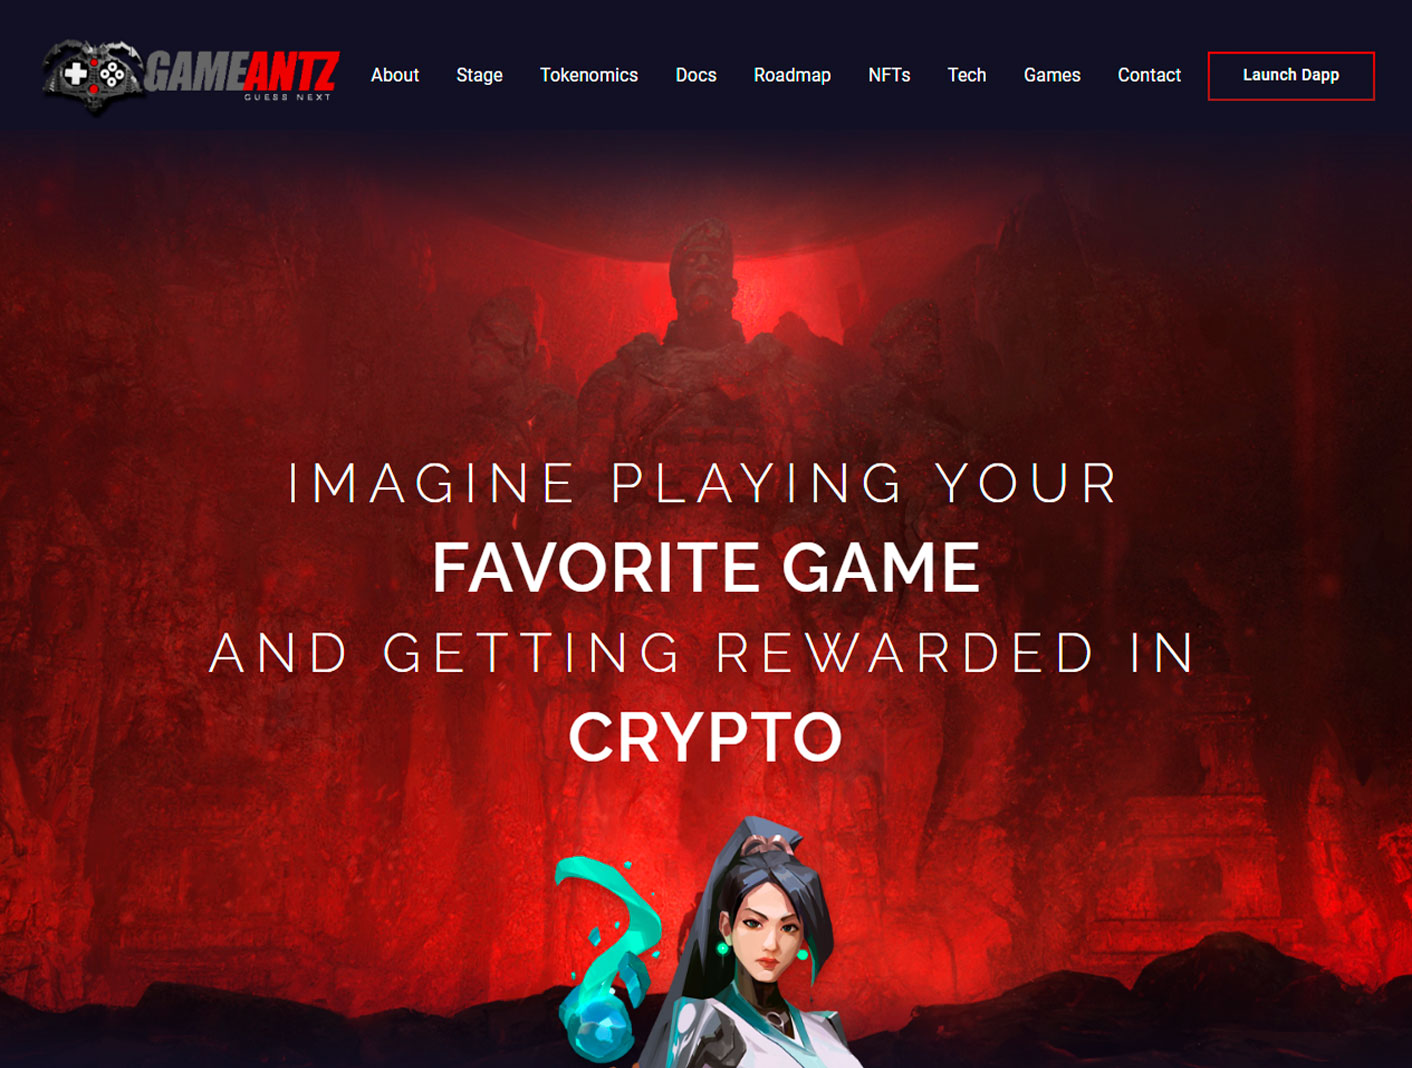 GAMEANTZ
GUESS NEXT
About Stage Tokenomics Docs Roadmap NFTs Tech Games Contact Launch Dapp
IMAGINE PLAYING YOUR
FAVORITE GAME
AND GETTING REWARDED IN
CRYPTO